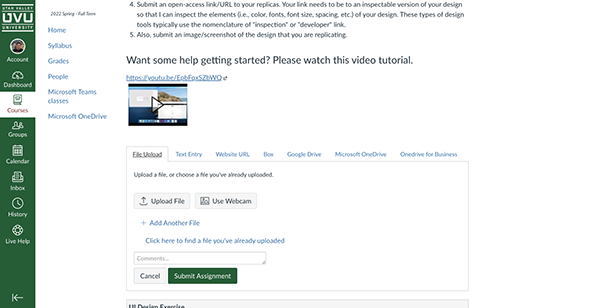 UTAH VALLEY
UVU
UNIVERSITY
Account
Dashboard
Courses
Groups
Calendar
Inbox
History
Live Help
2022 Spring - Full Term
Home
Syllabus
Grades
People
Microsoft Teams
classes
Microsoft OneDrive
4. Submit an open access link/URL to your replicas. Your link needs to be to an inspectable version of your design
so that I can inspect the elements (i.e., color, fonts, font size, spacing, etc.) of your design. These types of design
tools typically use the nomenclature of "inspection" or "developer" link.
5. Also, submit an image/screenshot of the design that you are replicating.
Want some help getting started? Please watch this video tutorial.
File Upload
Text Entry
Website URL
Box
Google Drive
Microsoft OneDrive
Onedrive for Business
Upload a file, or choose a file you've already uploaded.
Upload File
Use Webcam
+ Add Another File
Click here to find a file you've already uploaded
Comments...
Cancel
Submit Assignment
UI Design Exercise